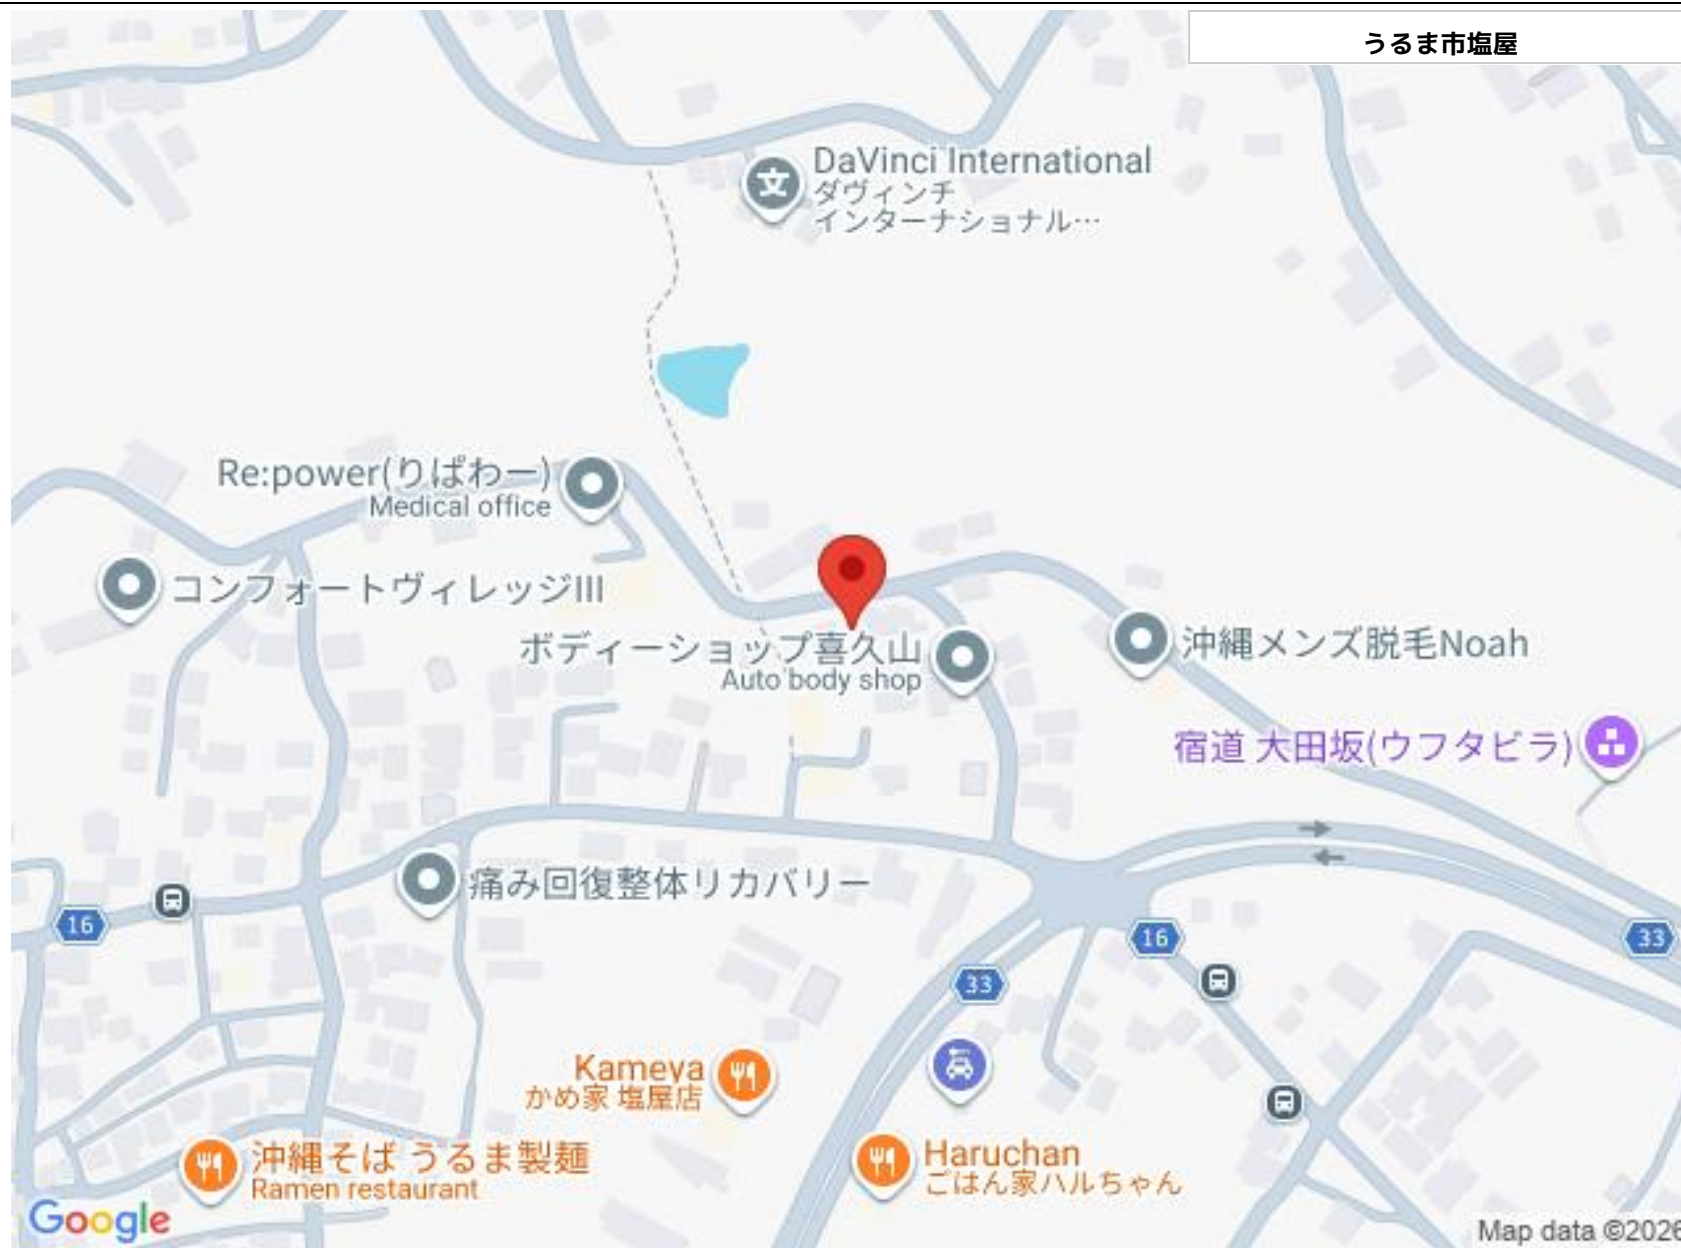 うるま市塩屋
DaVinci International
ダヴィンチ
インターナショナル…
Re:power(りぱわー)
Medical office
コンフォートヴィレッジIII
ボディーショップ喜久山
Auto body shop
沖縄メンズ脱毛Noah
宿道 大田坂(ウフタビラ)
痛み回復整体リカバリー
16
16
33
33
Kameya
かめ家 塩屋店
沖縄そば うるま製麺
Ramen restaurant
Haruchan
ごはん家ハルちゃん
Google
Map data ©2026